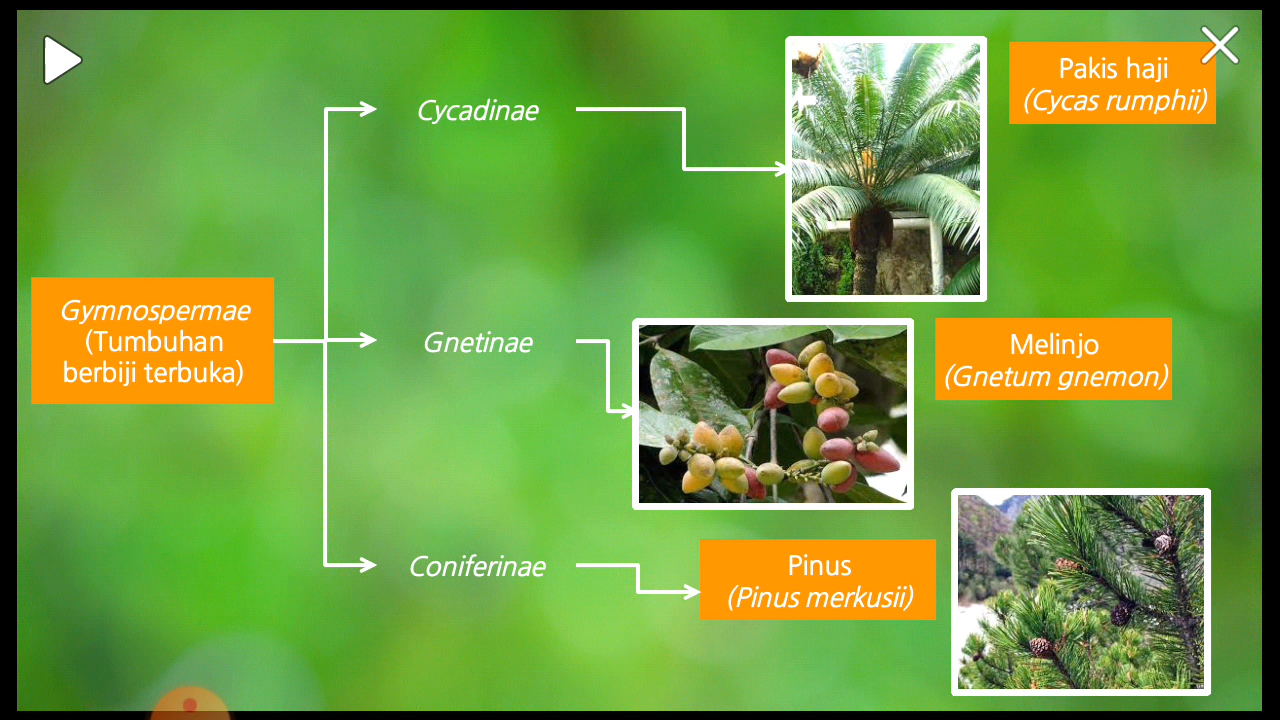 Cycadinae
Pakis haji
(Cycas rumphii)
Gymnospermae
(Tumbuhan
berbiji terbuka)
Gnetinae
Melinjo
(Gnetum gnemon)
Coniferinae
Pinus
(Pinus merkusii)